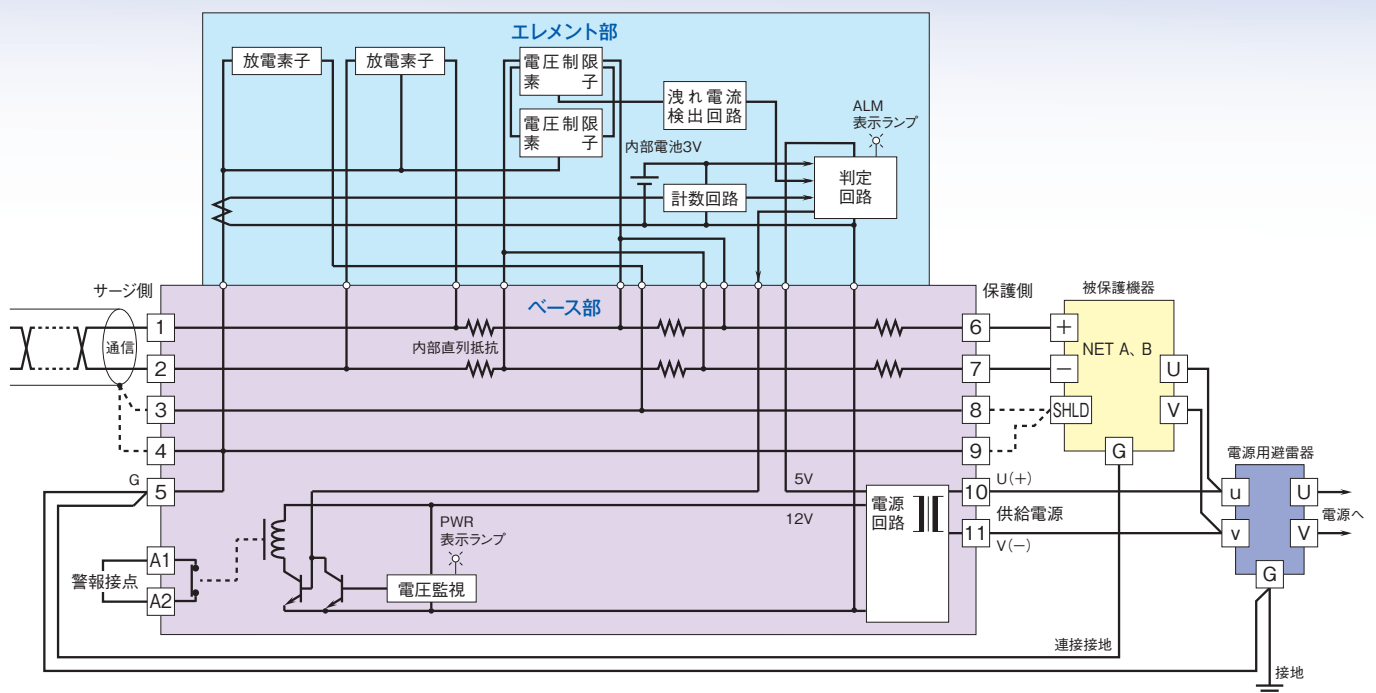 エレメント部
放電素子
放電素子
電圧制限
素 子
電圧制限
素 子
洩れ電流
検出回路
ALM
表示ランプ
内部電池3V
計数回路
判定
回路
サージ側
ベース部
保護側
被保護機器
通信
1
2
3
4
G
5
内部直列抵抗
6
7
8
9
+
NET A、B
−
SHLD
U
V
G
電源用避雷器
u
U
v
V
G
電源へ
5V
12V
電源
回路
10
U(+)
供給電源
11
V(−)
PWR
表示ランプ
電圧監視
A1
警報接点
A2
連接接地
接地